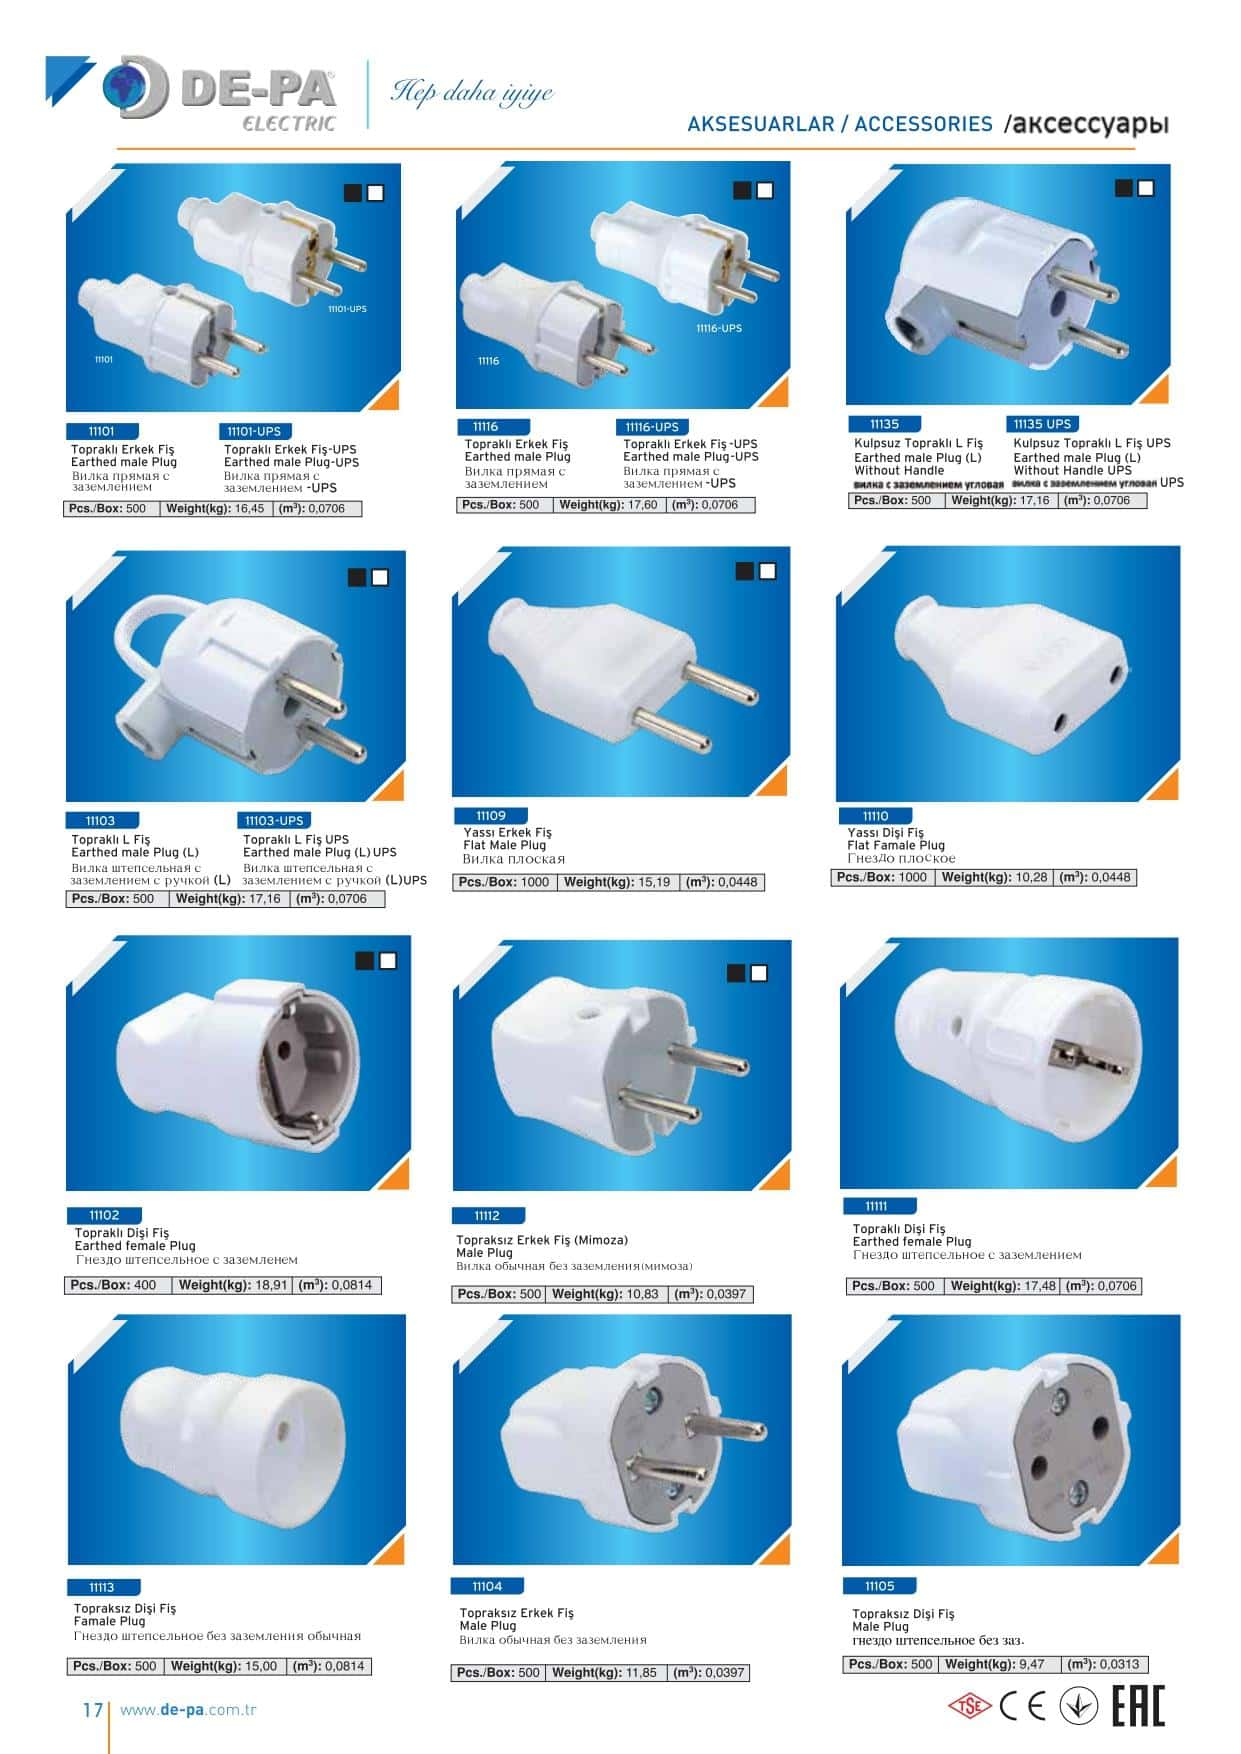 DE-PA®
ELECTRIC
Hep daha iyiye
AKSESUARLAR / ACCESSORIES /аксессуары
11101-UPS
11101
11101
11101-UPS
Topraklı Erkek Fiş
Earthed male Plug
Вилка прямая с
заземлением
Topraklı Erkek Fiş-UPS
Earthed male Plug-UPS
Вилка прямая с
заземлением -UPS
Pcs./Box: 500 Weight(kg): 16,45 (m³): 0,0706
11116-UPS
11116
11116
11116-UPS
Topraklı Erkek Fiş
Earthed male Plug
Вилка прямая с
заземлением
Topraklı Erkek Fiş -UPS
Earthed male Plug-UPS
Вилка прямая с
заземлением -UPS
Pcs./Box: 500 Weight(kg): 17,60 (m³): 0,0706
11135
11135 UPS
Kulpsuz Topraklı L Fiş
Earthed male Plug (L)
Without Handle
вилка с заземлением угловая
Kulpsuz Topraklı L Fiş UPS
Earthed male Plug (L)
Without Handle UPS
вилка с заземлением угловая UPS
Pcs./Box: 500 Weight(kg): 17,16 (m³): 0,0706
11103
11103-UPS
Topraklı L Fiş
Earthed male Plug (L)
Вилка штепсельная с
заземлением с ручкой (L)
Topraklı L Fiş UPS
Earthed male Plug (L) UPS
Вилка штепсельная с
заземлением с ручкой (L)UPS
Pcs./Box: 500 Weight(kg): 17,16 (m³): 0,0706
11109
Yassı Erkek Fiş
Flat Male Plug
Вилка плоская
Pcs./Box: 1000 Weight(kg): 15,19 (m³): 0,0448
11110
Yassı Dişi Fiş
Flat Famale Plug
Гнездо плоское
Pcs./Box: 1000 Weight(kg): 10,28 (m³): 0,0448
11102
Topraklı Dişi Fiş
Earthed female Plug
Гнездо штепсельное с заземленем
Pcs./Box: 400 Weight(kg): 18,91 (m³): 0,0814
11112
Topraksız Erkek Fiş (Mimoza)
Male Plug
Вилка обычная без заземления(мимоза)
Pcs./Box: 500 Weight(kg): 10,83 (m³): 0,0397
11111
Topraklı Dişi Fiş
Earthed female Plug
Гнездо штепсельное с заземлением
Pcs./Box: 500 Weight(kg): 17,48 (m³): 0,0706
11113
Topraksız Dişi Fiş
Famale Plug
Гнездо штепсельное без заземления обычная
Pcs./Box: 500 Weight(kg): 15,00 (m³): 0,0814
11104
Topraksız Erkek Fiş
Male Plug
Вилка обычная без заземления
Pcs./Box: 500 Weight(kg): 11,85 (m³): 0,0397
11105
Topraksız Dişi Fiş
Male Plug
гнездо штепсельное без заз.
Pcs./Box: 500 Weight(kg): 9,47 (m³): 0,0313
17 www.de-pa.com.tr
TSE CE EAC